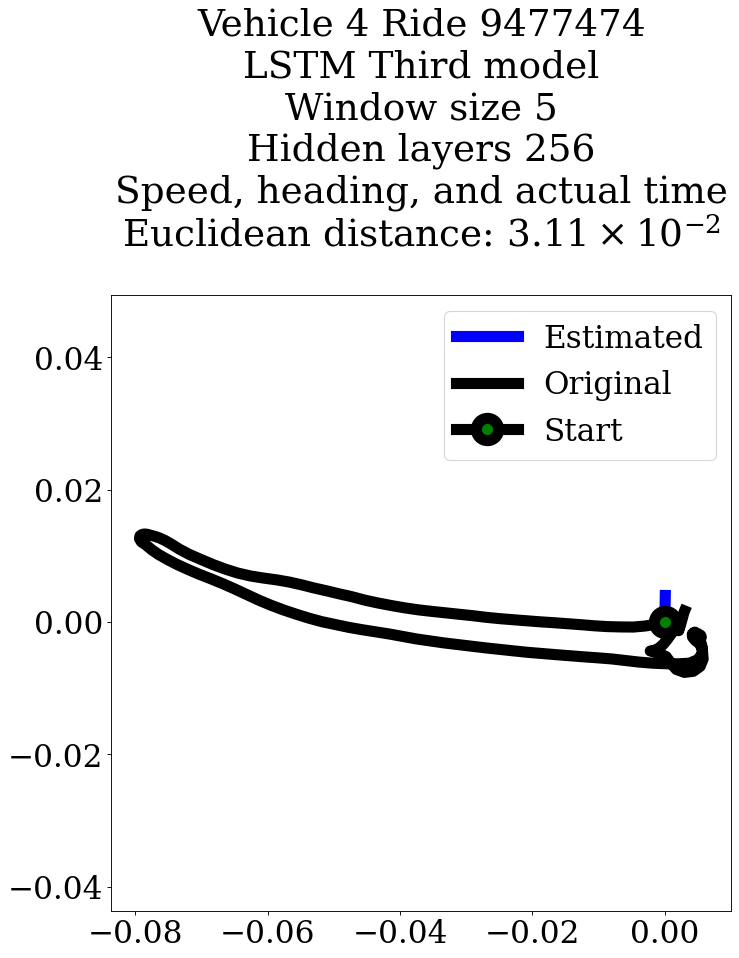 Vehicle 4 Ride 9477474
LSTM Third model
Window size 5
Hidden layers 256
Speed, heading, and actual time
Euclidean distance: 3.11 × 10⁻²
Estimated
Original
Start
0.04
0.02
0.00
−0.02
−0.04
−0.08 −0.06 −0.04 −0.02 0.00